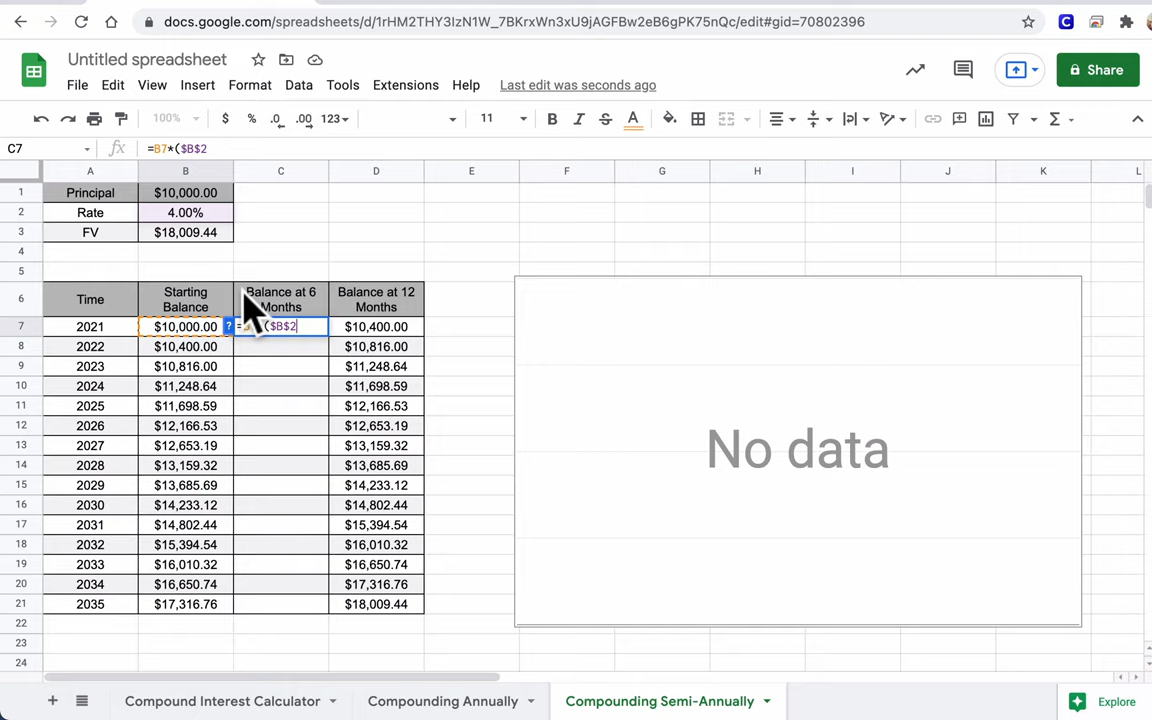 docs.google.com/spreadsheets/d/1rHM2THY3IzN1W_7BKrxWn3xU9jAGFBw2eB6gPK75nQc/edit#gid=70802396
Untitled spreadsheet
File Edit View Insert Format Data Tools Extensions Help Last edit was seconds ago
Share
100% $ % .0 .00 123 11 B I S A
C7 fx =B7*($B$2
A B C D E F G H I J K L
1 Principal $10,000.00
2 Rate 4.00%
3 FV $18,009.44
4
5
6 Time Starting Balance Balance at 6 Months Balance at 12 Months
7 2021 $10,000.00 ? ($B$2 $10,400.00
8 2022 $10,400.00 $10,816.00
9 2023 $10,816.00 $11,248.64
10 2024 $11,248.64 $11,698.59
11 2025 $11,698.59 $12,166.53
12 2026 $12,166.53 $12,653.19
13 2027 $12,653.19 $13,159.32
14 2028 $13,159.32 $13,685.69
15 2029 $13,685.69 $14,233.12
16 2030 $14,233.12 $14,802.44
17 2031 $14,802.44 $15,394.54
18 2032 $15,394.54 $16,010.32
19 2033 $16,010.32 $16,650.74
20 2034 $16,650.74 $17,316.76
21 2035 $17,316.76 $18,009.44
22
23
24
No data
Compound Interest Calculator Compounding Annually Compounding Semi-Annually Explore